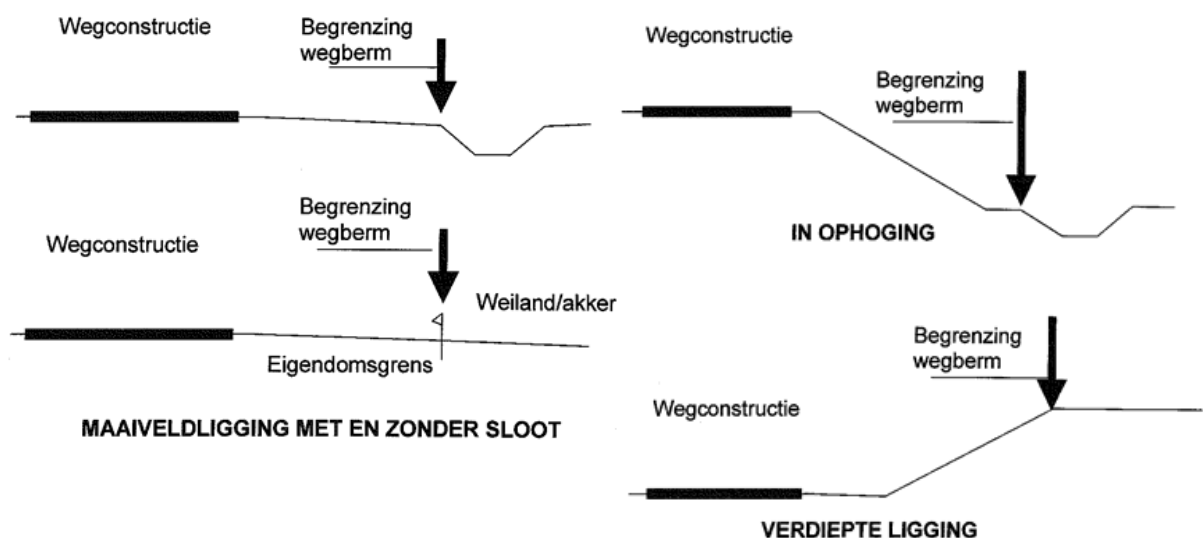 Wegconstructie
Begrenzing
wegberm
Begrenzing
wegberm
Wegconstructie
Weiland/akker
Eigendomsgrens
MAAIVELDLIGGING MET EN ZONDER SLOOT
Wegconstructie
Begrenzing
wegberm
IN OPHOGING
Begrenzing
wegberm
Wegconstructie
VERDIEPTE LIGGING